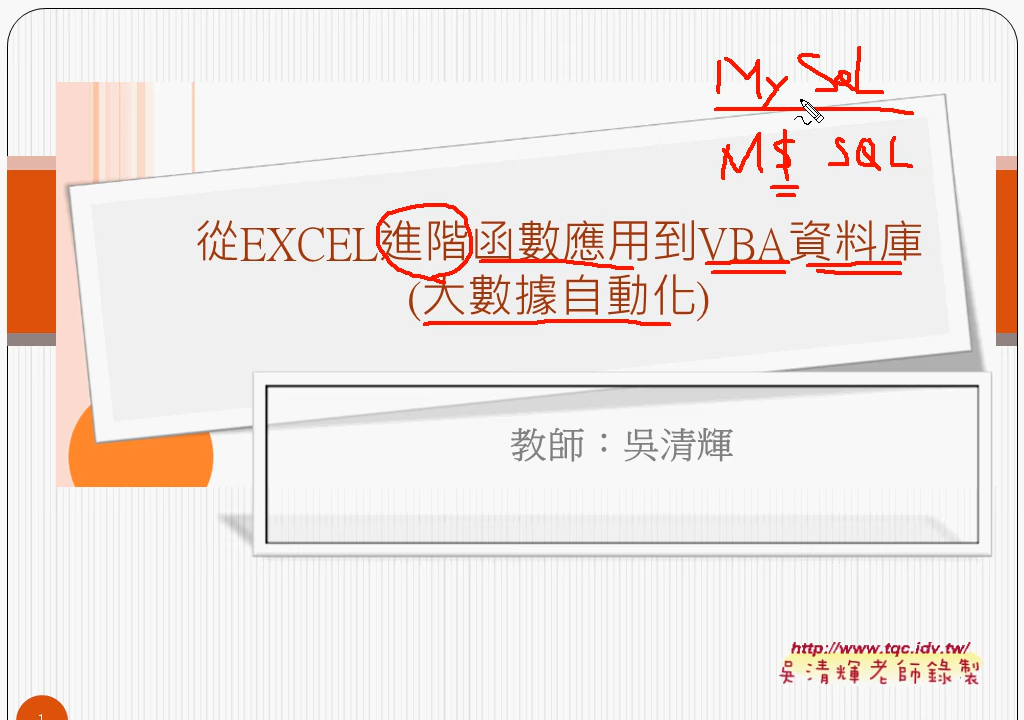 My SQL
M$ SQL
從EXCEL進階函數應用到VBA資料庫
(大數據自動化)
教師：吳清輝
http://www.tqc.idv.tw/
吳清輝老師錄製
1